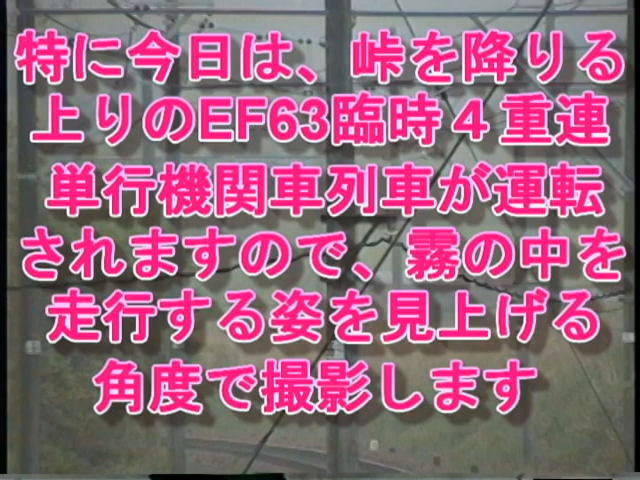 特に今日は、峠を降りる
上りのEF63臨時４重連
単行機関車列車が運転
されますので、霧の中を
走行する姿を見上げる
角度で撮影します